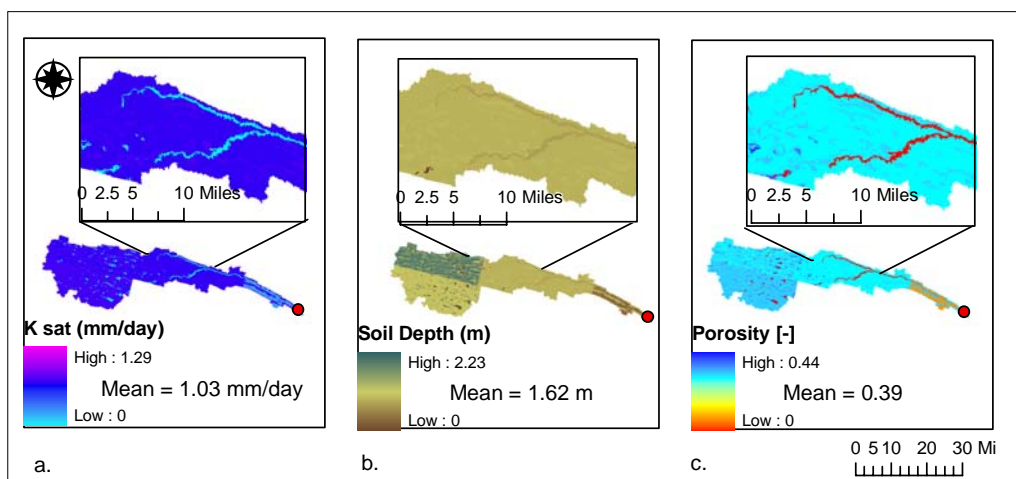 0 2.5 5 10 Miles
K sat (mm/day)
High : 1.29
Mean = 1.03 mm/day
Low : 0
a.
0 2.5 5 10 Miles
Soil Depth (m)
High : 2.23
Mean = 1.62 m
Low : 0
b.
0 2.5 5 10 Miles
Porosity [-]
High : 0.44
Mean = 0.39
Low : 0
c.
0 5 10 20 30 Mi